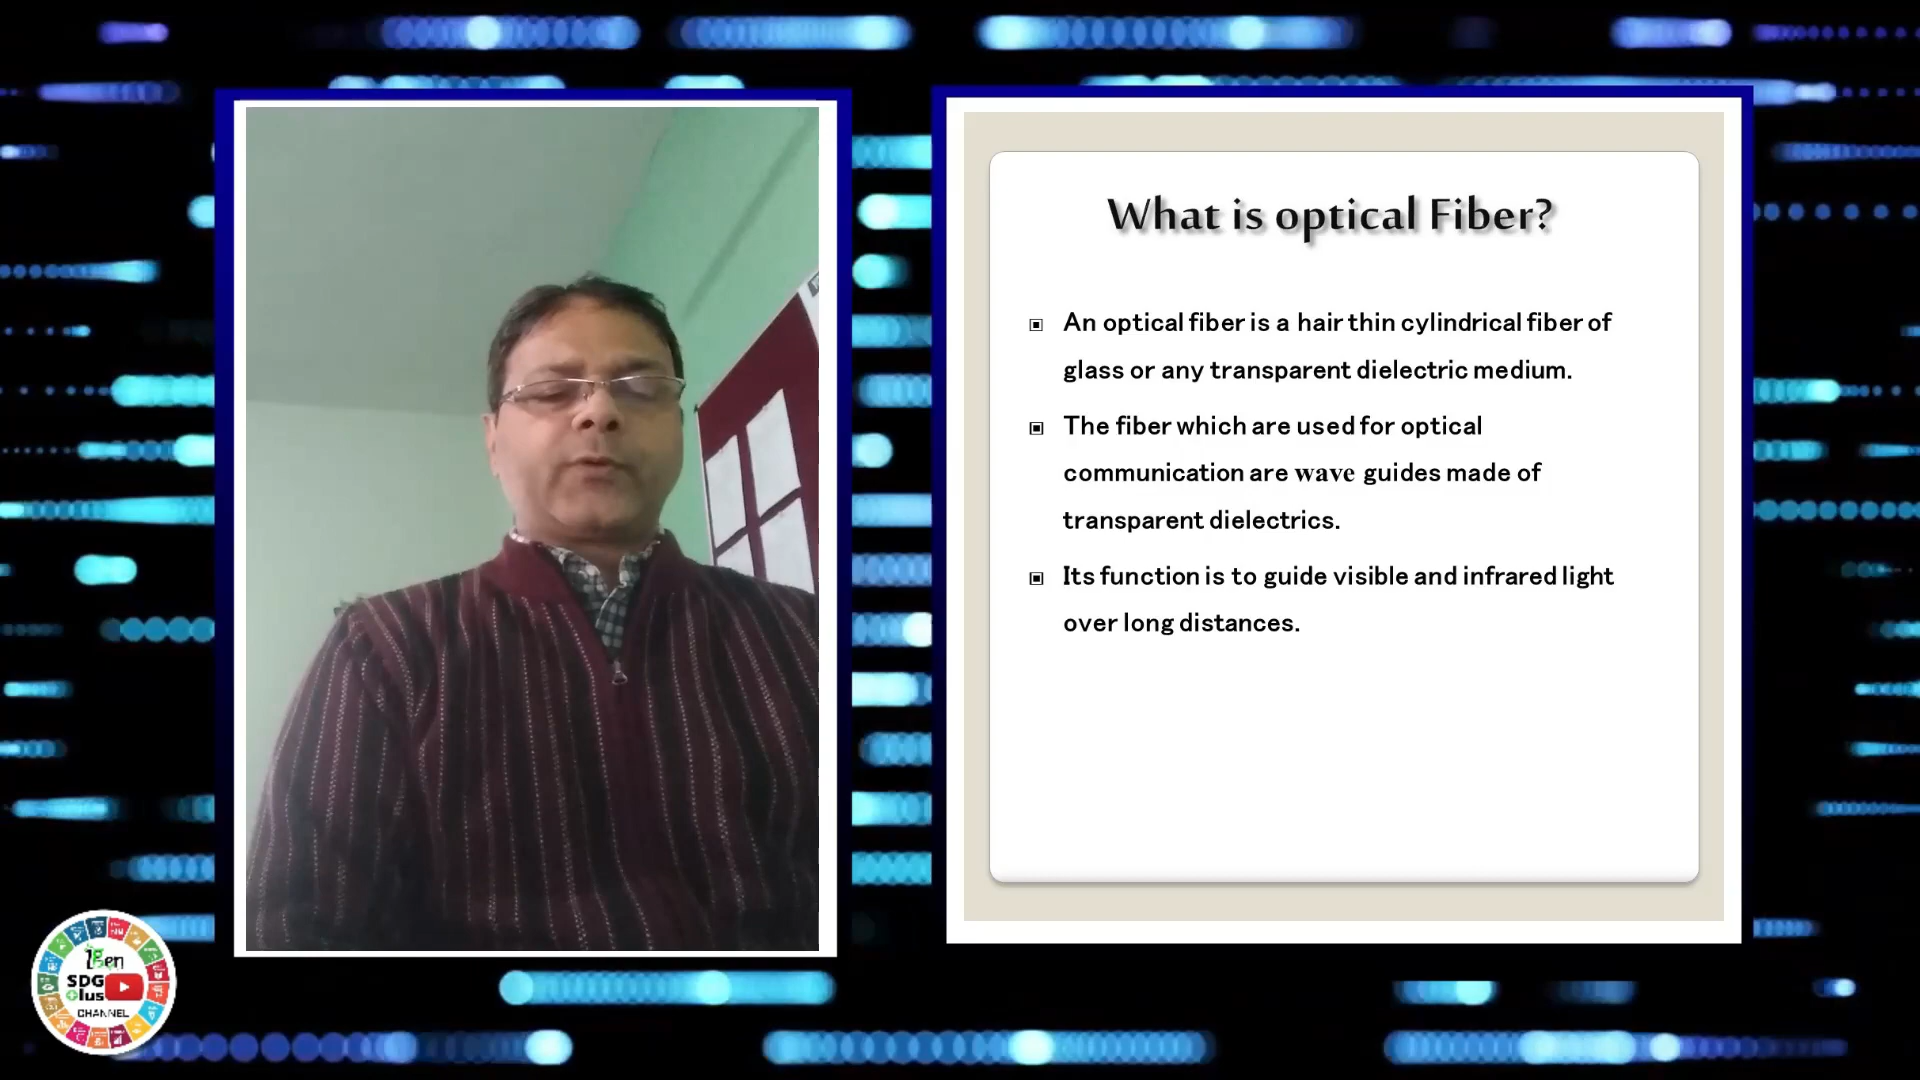 What is optical Fiber?
An optical fiber is a hair thin cylindrical fiber of
glass or any transparent dielectric medium.
The fiber which are used for optical
communication are wave guides made of
transparent dielectrics.
Its function is to guide visible and infrared light
over long distances.
SDG
lus
CHANNEL